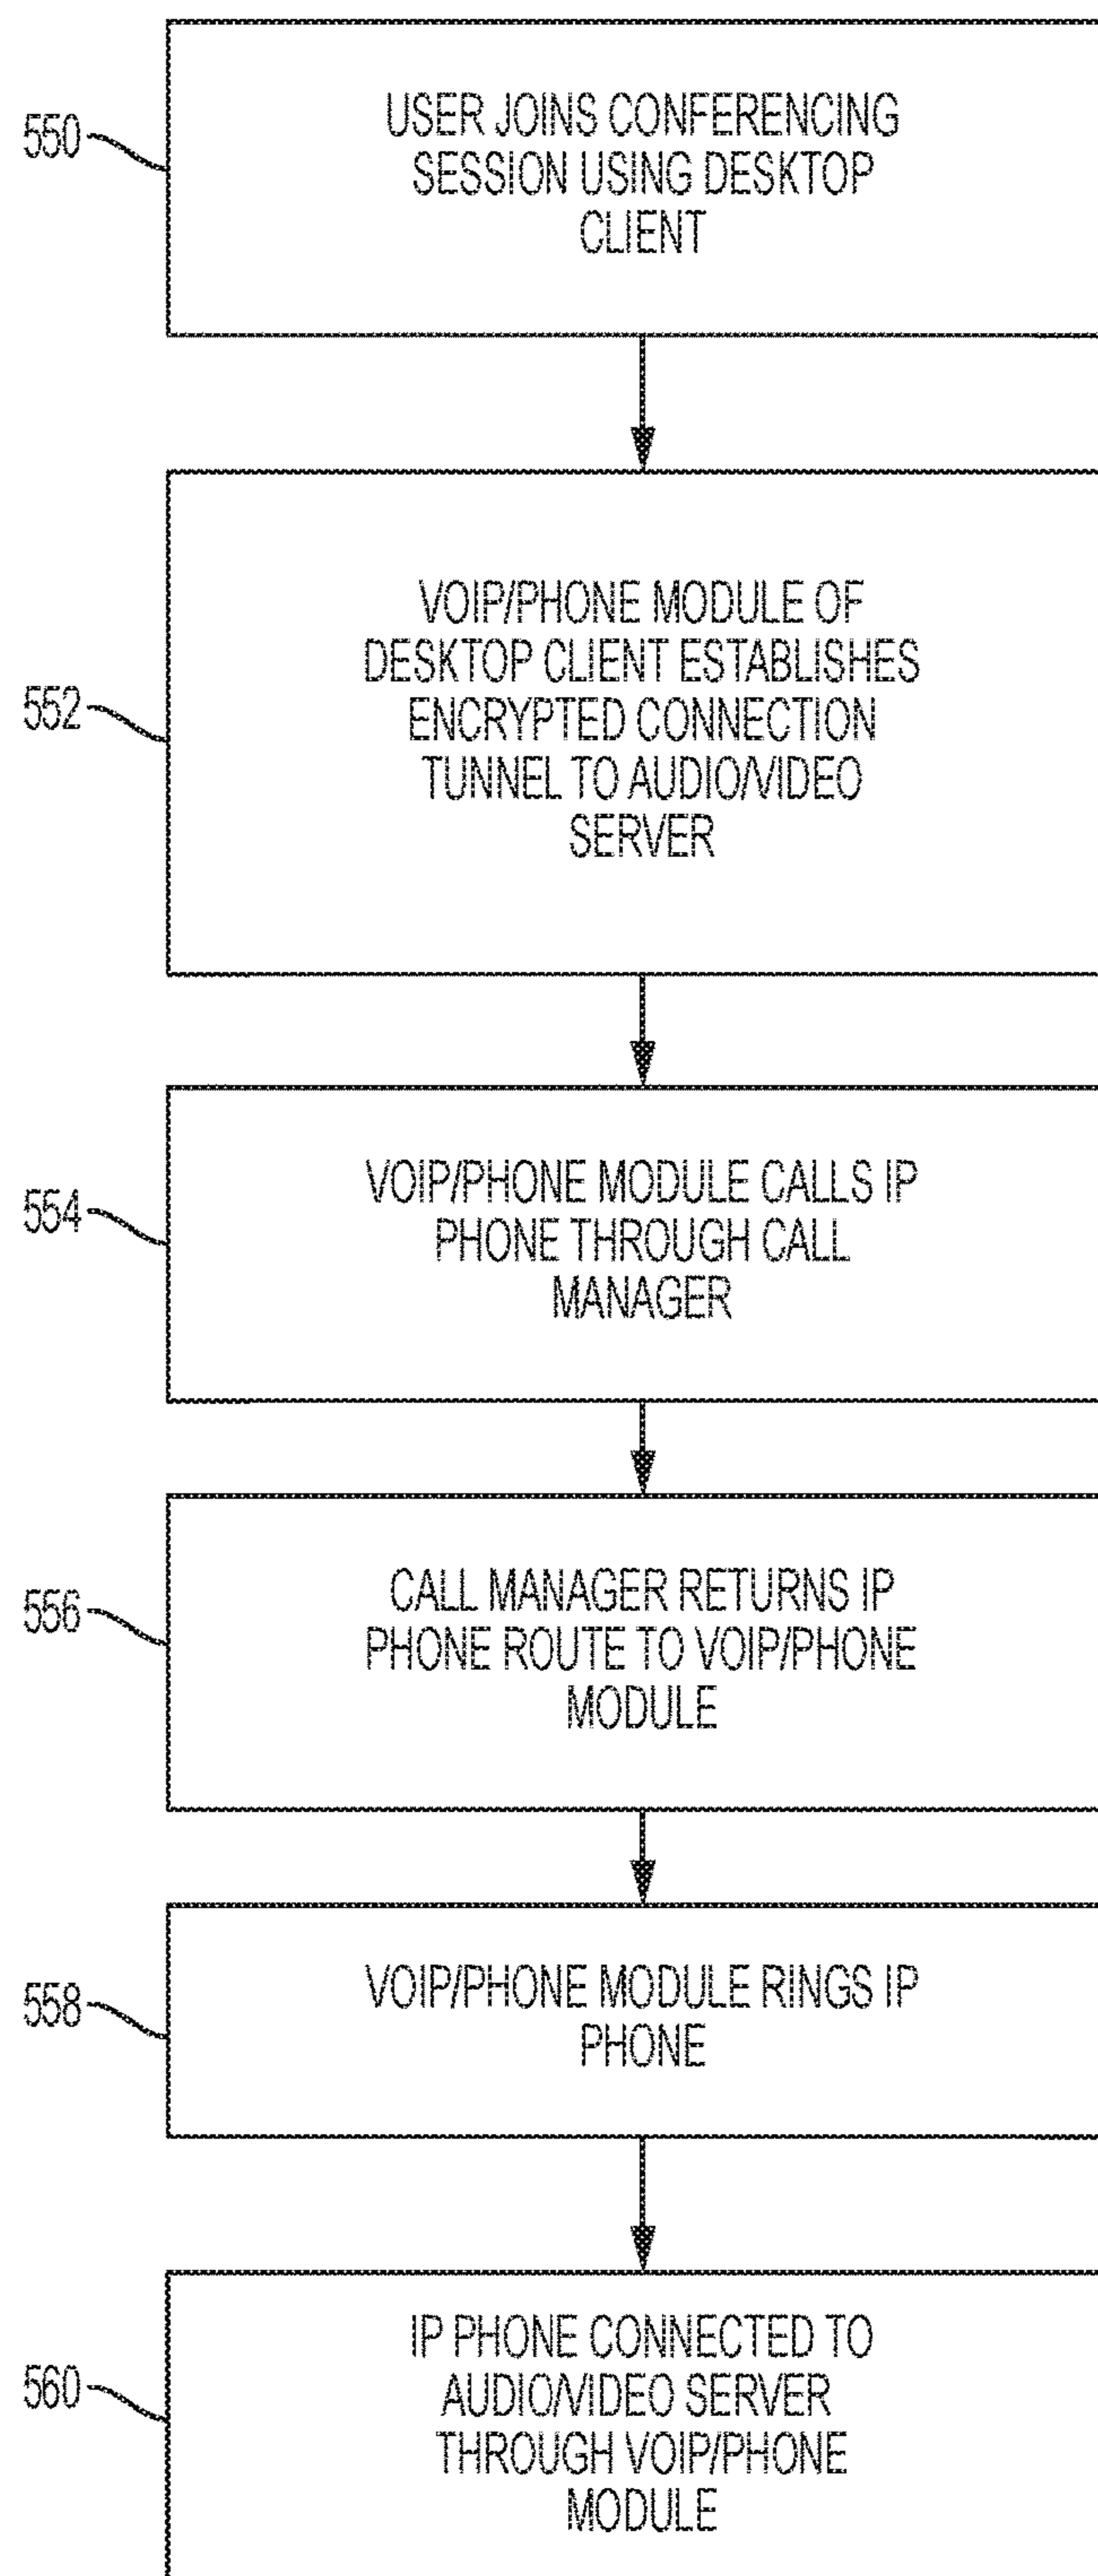 550
USER JOINS CONFERENCING
SESSION USING DESKTOP
CLIENT
552
VOIP/PHONE MODULE OF
DESKTOP CLIENT ESTABLISHES
ENCRYPTED CONNECTION
TUNNEL TO AUDIO/VIDEO
SERVER
554
VOIP/PHONE MODULE CALLS IP
PHONE THROUGH CALL
MANAGER
556
CALL MANAGER RETURNS IP
PHONE ROUTE TO VOIP/PHONE
MODULE
558
VOIP/PHONE MODULE RINGS IP
PHONE
560
IP PHONE CONNECTED TO
AUDIO/VIDEO SERVER
THROUGH VOIP/PHONE
MODULE